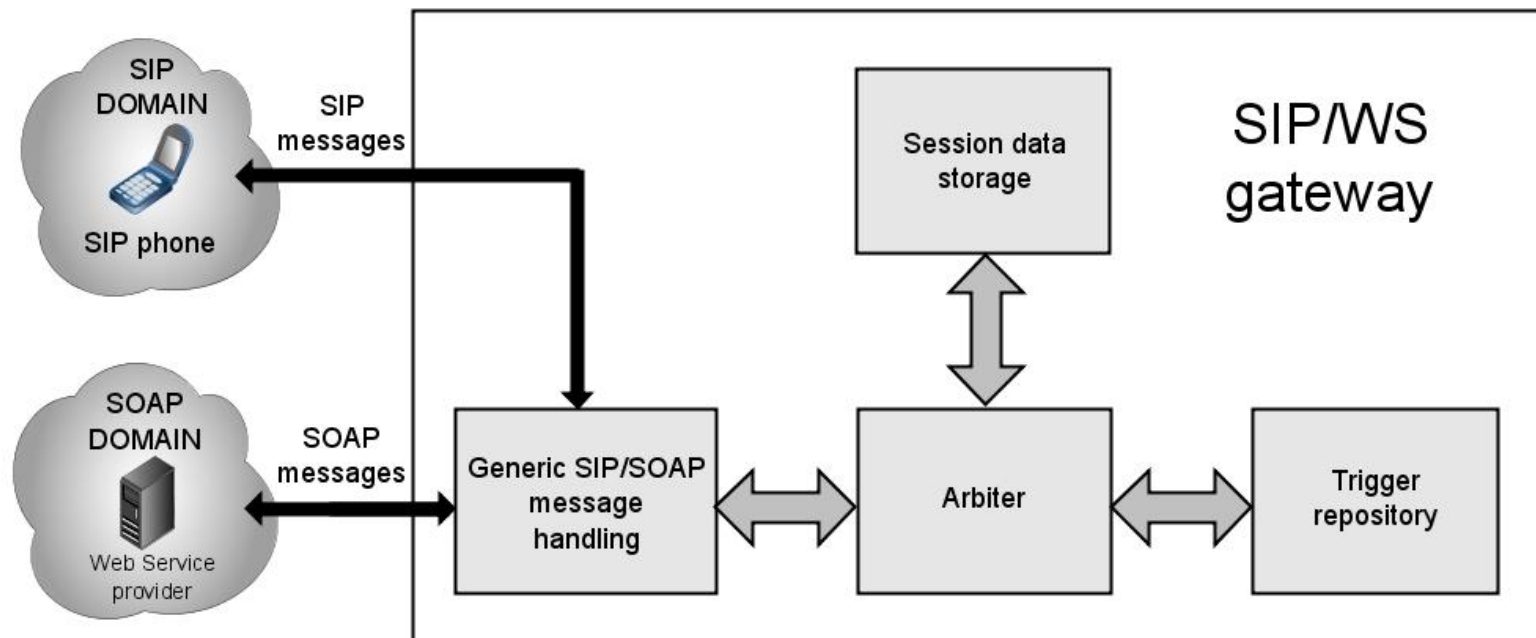 SIP
DOMAIN
SIP phone
SIP
messages
SOAP
DOMAIN
Web Service
provider
SOAP
messages
Generic SIP/SOAP
message
handling
Session data
storage
Arbiter
Trigger
repository
SIP/WS
gateway